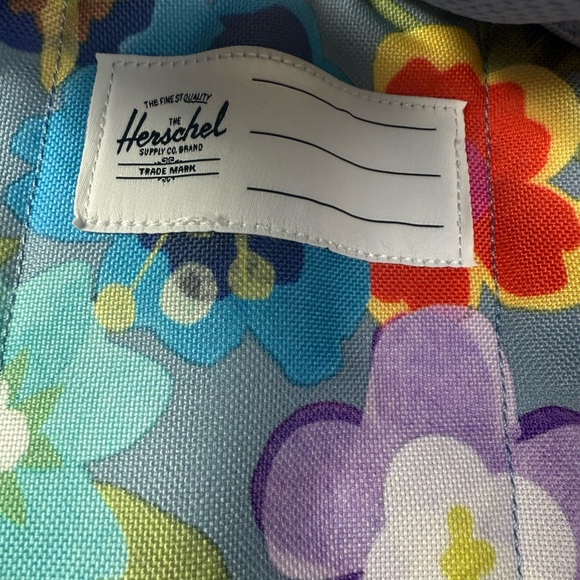 THE FINEST QUALITY
THE
Herschel
SUPPLY CO. BRAND
TRADE MARK